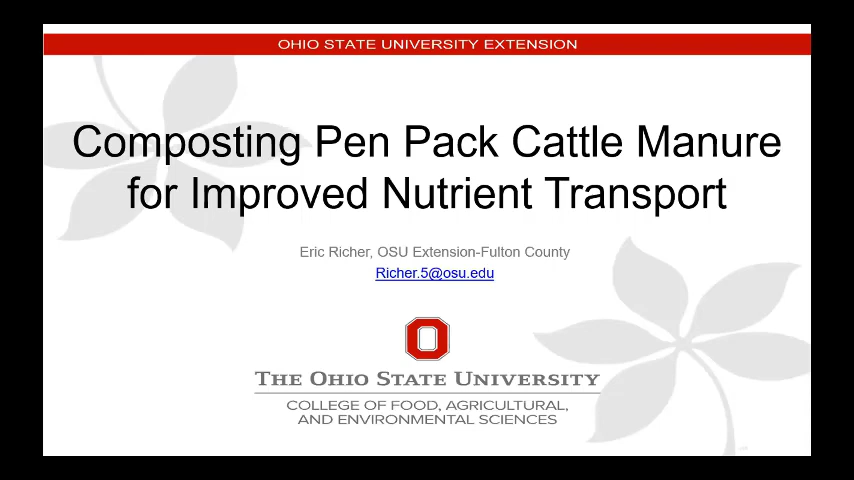 OHIO STATE UNIVERSITY EXTENSION
Composting Pen Pack Cattle Manure
for Improved Nutrient Transport
Eric Richer, OSU Extension-Fulton County
Richer.5@osu.edu
THE OHIO STATE UNIVERSITY
COLLEGE OF FOOD, AGRICULTURAL,
AND ENVIRONMENTAL SCIENCES